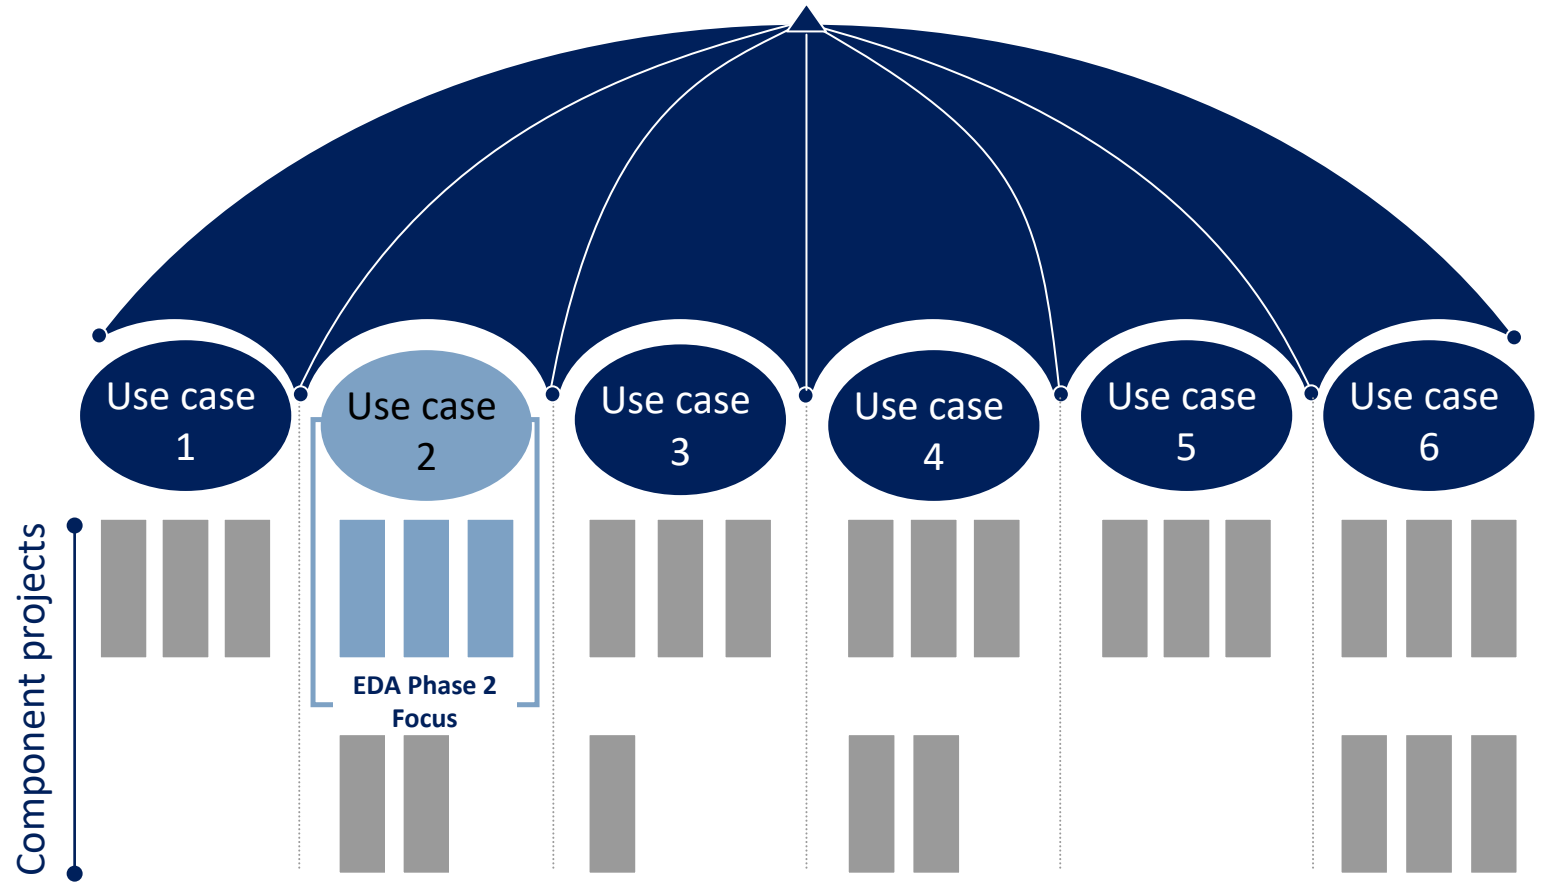 Use case
1
Use case
2
Use case
3
Use case
4
Use case
5
Use case
6
Component projects
EDA Phase 2
Focus